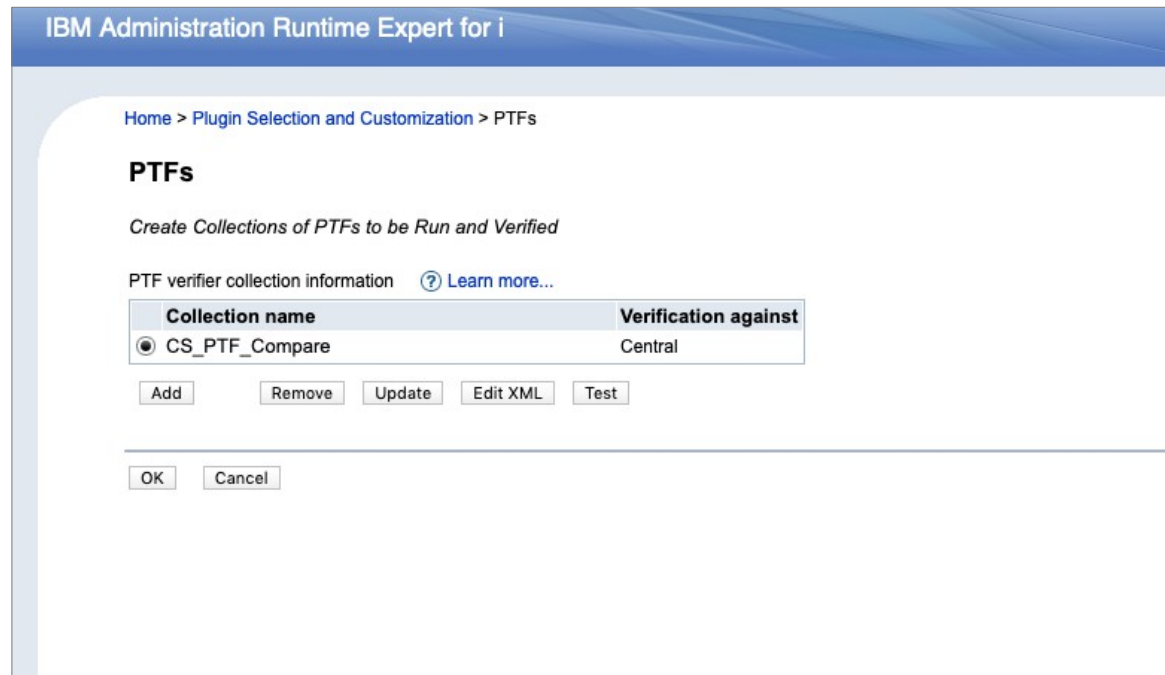 IBM Administration Runtime Expert for i
Home > Plugin Selection and Customization > PTFs
PTFs
Create Collections of PTFs to be Run and Verified
PTF verifier collection information ? Learn more...
Collection name Verification against
CS_PTF_Compare Central
Add Remove Update Edit XML Test
OK Cancel